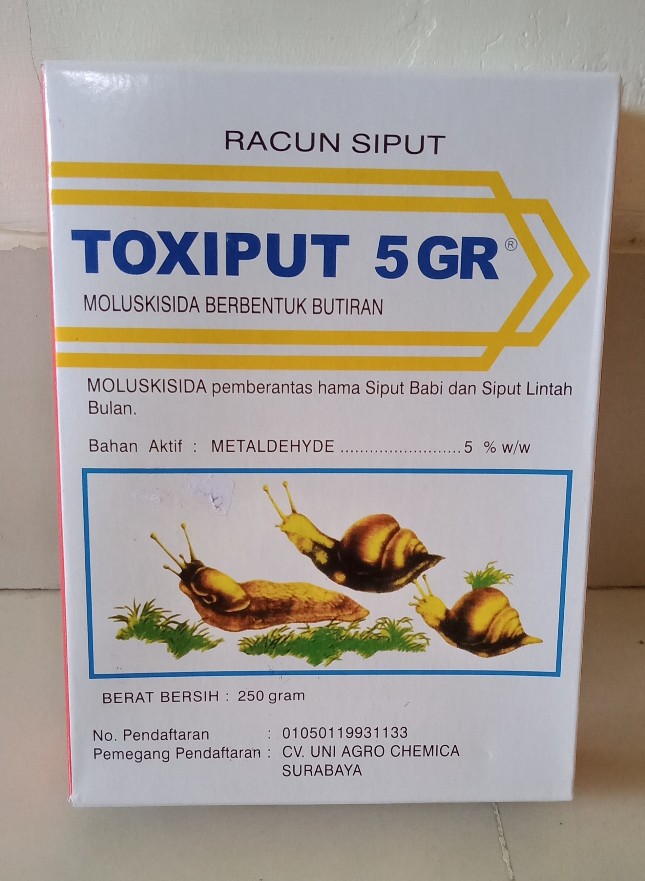 RACUN SIPUT
TOXIPUT 5GR®
MOLUSKISIDA BERBENTUK BUTIRAN
MOLUSKISIDA pemberantas hama Siput Babi dan Siput Lintah
Bulan.
Bahan Aktif : METALDEHYDE ......................... 5 % w/w
BERAT BERSIH : 250 gram
No. Pendaftaran : 01050119931133
Pemegang Pendaftaran : CV. UNI AGRO CHEMICA
SURABAYA